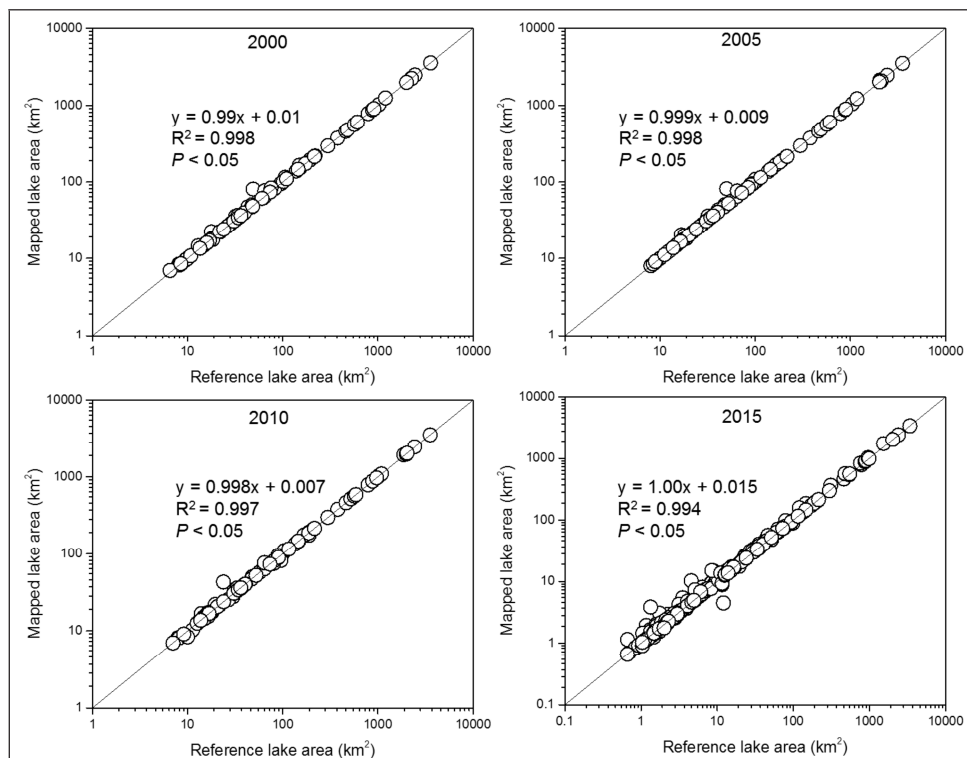 2000
y = 0.99x + 0.01
R² = 0.998
P < 0.05
Mapped lake area (km²)
10000
1000
100
10
1
1
10
100
1000
10000
Reference lake area (km²)
2005
y = 0.999x + 0.009
R² = 0.998
P < 0.05
Mapped lake area (km²)
10000
1000
100
10
1
1
10
100
1000
10000
Reference lake area (km²)
2010
y = 0.998x + 0.007
R² = 0.997
P < 0.05
Mapped lake area (km²)
10000
1000
100
10
1
1
10
100
1000
10000
Reference lake area (km²)
2015
y = 1.00x + 0.015
R² = 0.994
P < 0.05
Mapped lake area (km²)
10000
1000
100
10
1
0.1
0.1
1
10
100
1000
10000
Reference lake area (km²)